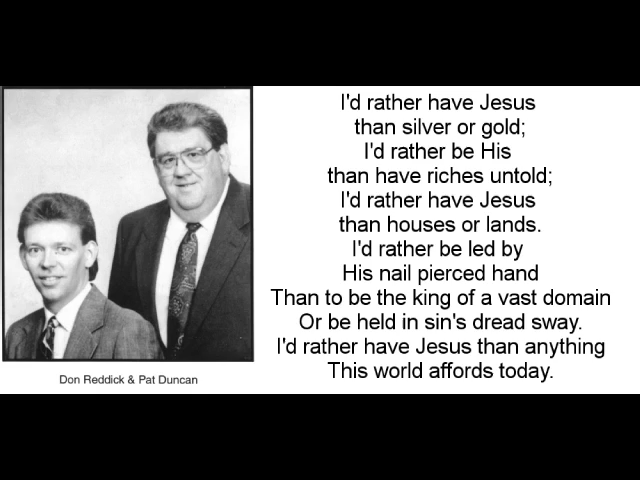 I'd rather have Jesus
than silver or gold;
I'd rather be His
than have riches untold;
I'd rather have Jesus
than houses or lands.
I'd rather be led by
His nail pierced hand
Than to be the king of a vast domain
Or be held in sin's dread sway.
I'd rather have Jesus than anything
This world affords today.
Don Reddick & Pat Duncan